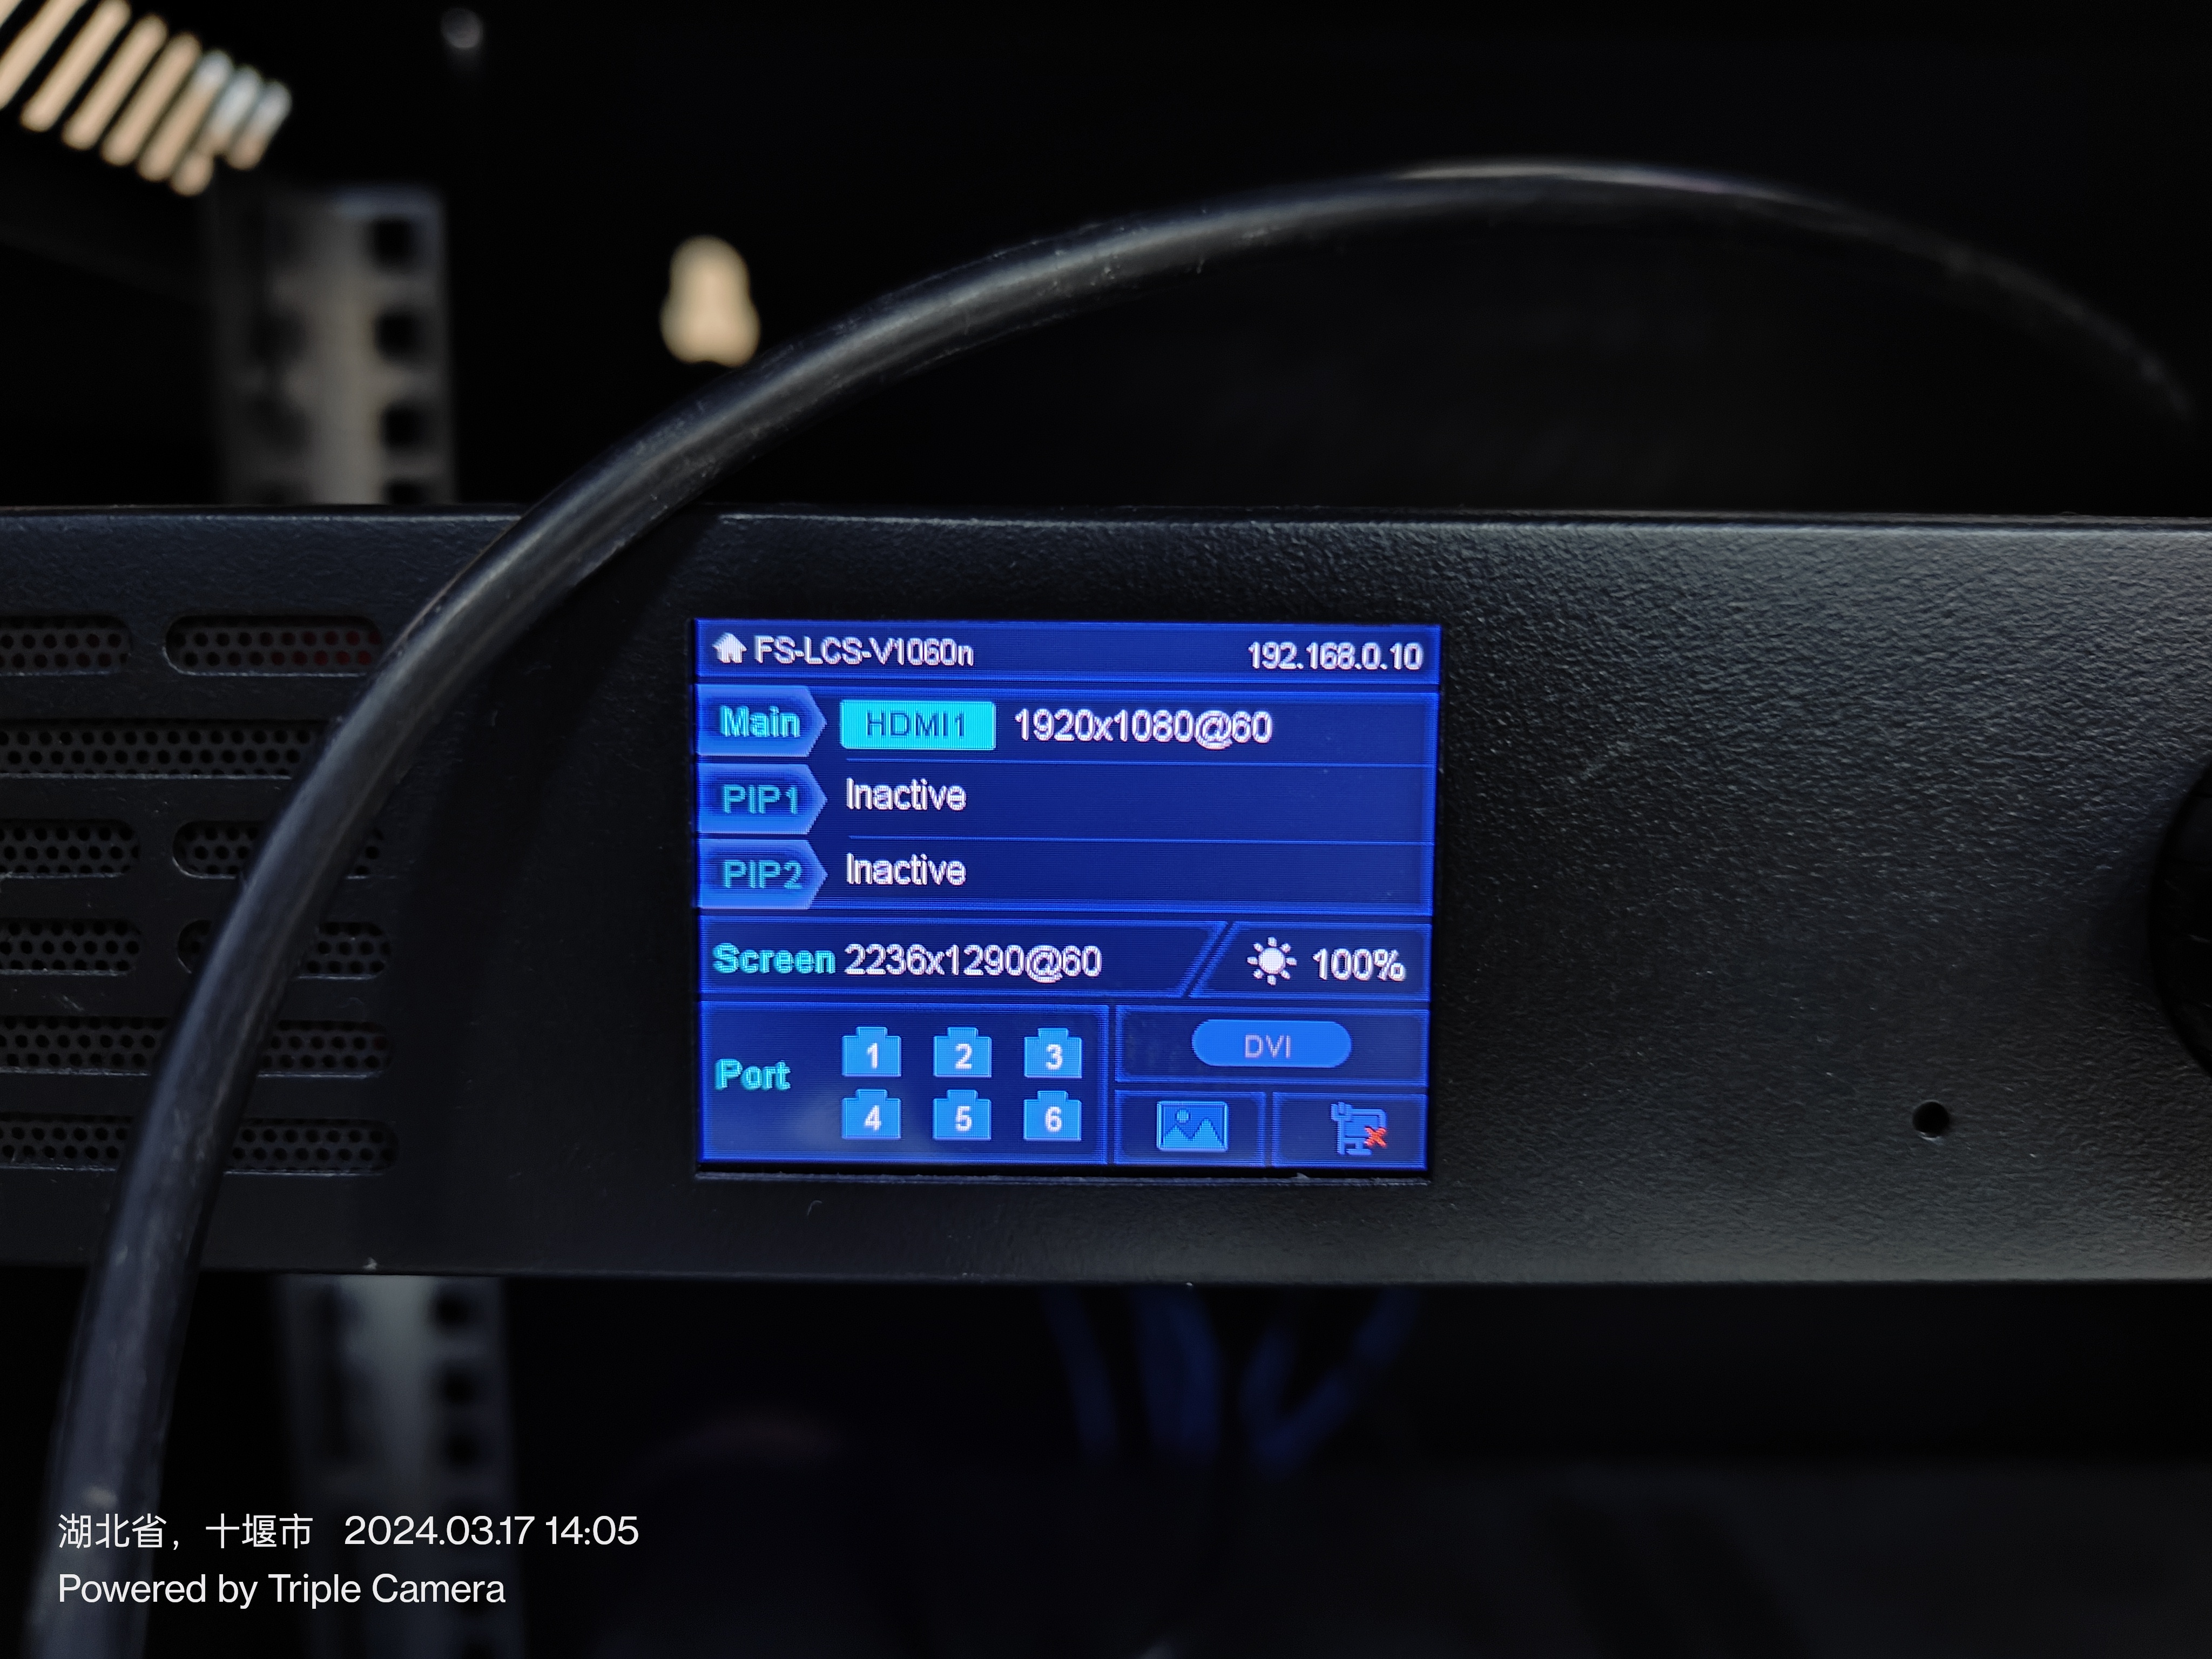 FS-LCS-V1060n 192.168.0.10
Main HDMI1 1920x1080@60
PIP1 Inactive
PIP2 Inactive
Screen 2236x1290@60 100%
Port 1 2 3 DVI
4 5 6
湖北省，十堰市 2024.03.17 14:05
Powered by Triple Camera